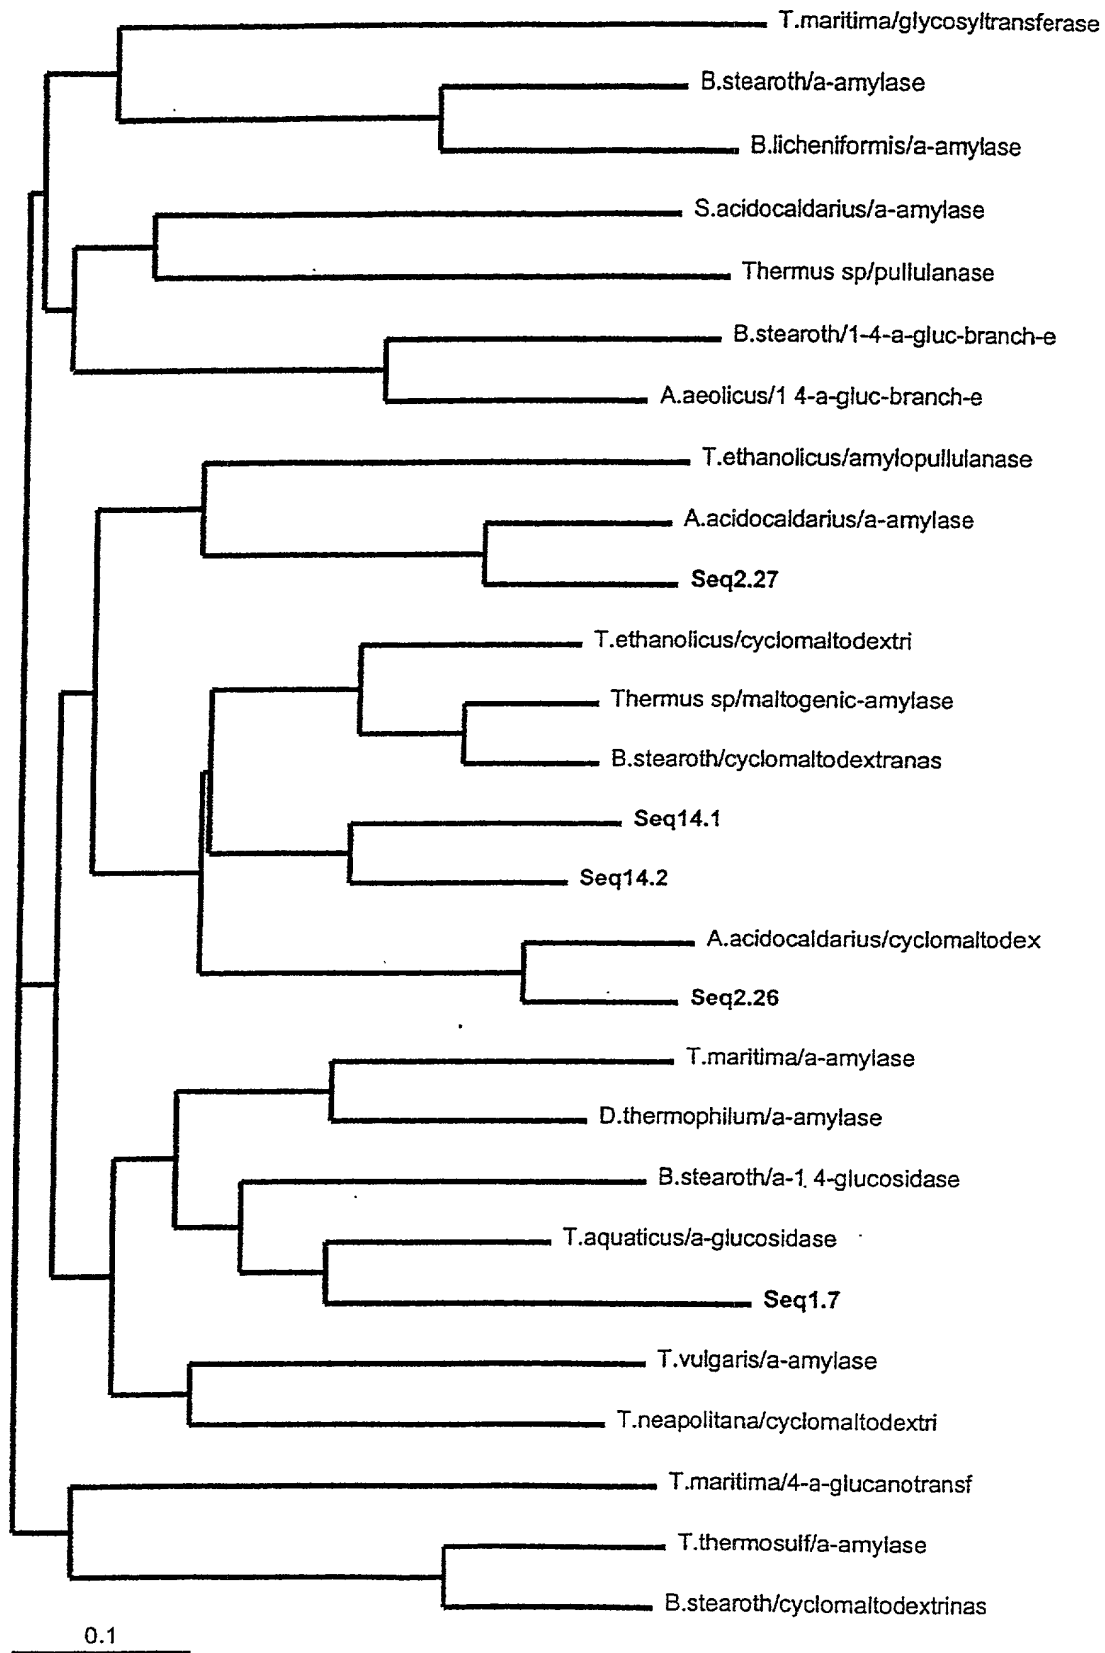 T.maritima/glycosyltransferase
B.stearoth/a-amylase
B.licheniformis/a-amylase
S.acidocaldarius/a-amylase
Thermus sp/pullulanase
B.stearoth/1-4-a-gluc-branch-e
A.aeolicus/1 4-a-gluc-branch-e
T.ethanolicus/amylopullulanase
A.acidocaldarius/a-amylase
Seq2.27
T.ethanolicus/cyclomaltodextri
Thermus sp/maltogenic-amylase
B.stearoth/cyclomaltodextranas
Seq14.1
Seq14.2
A.acidocaldarius/cyclomaltodex
Seq2.26
T.maritima/a-amylase
D.thermophilum/a-amylase
B.stearoth/a-1, 4-glucosidase
T.aquaticus/a-glucosidase
Seq1.7
T.vulgaris/a-amylase
T.neapolitana/cyclomaltodextri
T.maritima/4-a-glucanotransf
T.thermosulf/a-amylase
B.stearoth/cyclomaltodextrinas
0.1